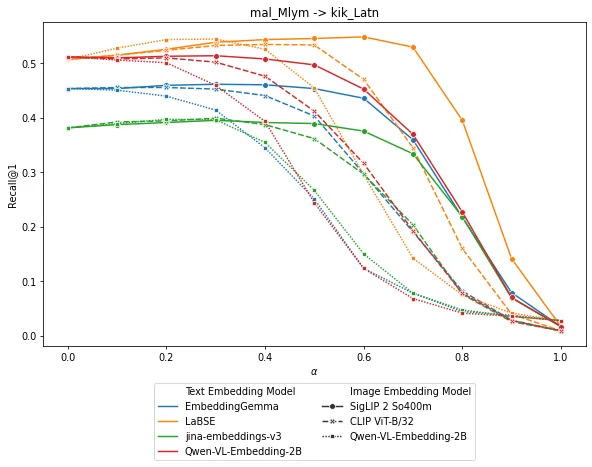 mal_Mlym -> kik_Latn
Recall@1
0.5
0.4
0.3
0.2
0.1
0.0
0.0 0.2 0.4 0.6 0.8 1.0
α
Text Embedding Model
EmbeddingGemma
LaBSE
jina-embeddings-v3
Qwen-VL-Embedding-2B
Image Embedding Model
SigLIP 2 So400m
CLIP ViT-B/32
Qwen-VL-Embedding-2B